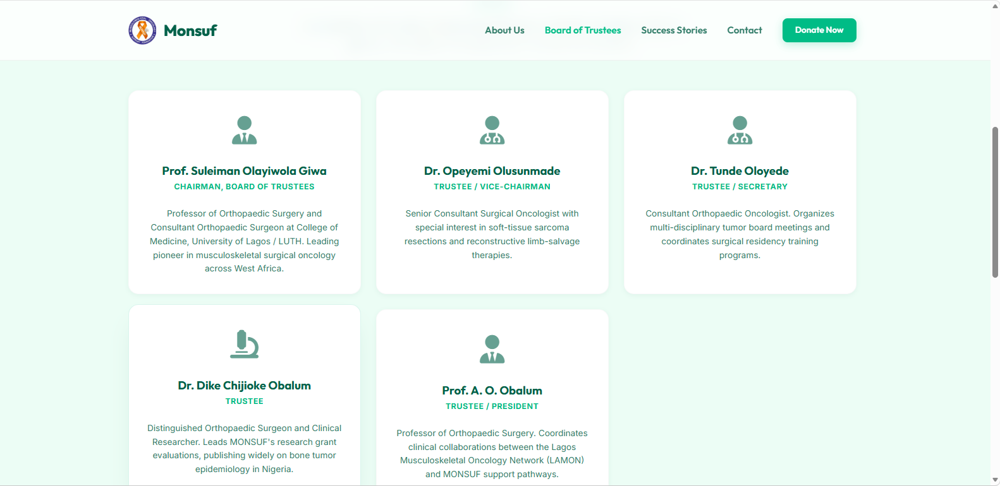 Monsuf
About Us
Board of Trustees
Success Stories
Contact
Donate Now
Prof. Suleiman Olayiwola Giwa
CHAIRMAN, BOARD OF TRUSTEES
Professor of Orthopaedic Surgery and
Consultant Orthopaedic Surgeon at College of
Medicine, University of Lagos / LUTH. Leading
pioneer in musculoskeletal surgical oncology
across West Africa.
Dr. Opeyemi Olusunmade
TRUSTEE / VICE-CHAIRMAN
Senior Consultant Surgical Oncologist with
special interest in soft-tissue sarcoma
resections and reconstructive limb-salvage
therapies.
Dr. Tunde Oloyede
TRUSTEE / SECRETARY
Consultant Orthopaedic Oncologist. Organizes
multi-disciplinary tumor board meetings and
coordinates surgical residency training
programs.
Dr. Dike Chijioke Obalum
TRUSTEE
Distinguished Orthopaedic Surgeon and Clinical
Researcher. Leads MONSUF's research grant
evaluations, publishing widely on bone tumor
epidemiology in Nigeria.
Prof. A. O. Obalum
TRUSTEE / PRESIDENT
Professor of Orthopaedic Surgery. Coordinates
clinical collaborations between the Lagos
Musculoskeletal Oncology Network (LAMON)
and MONSUF support pathways.